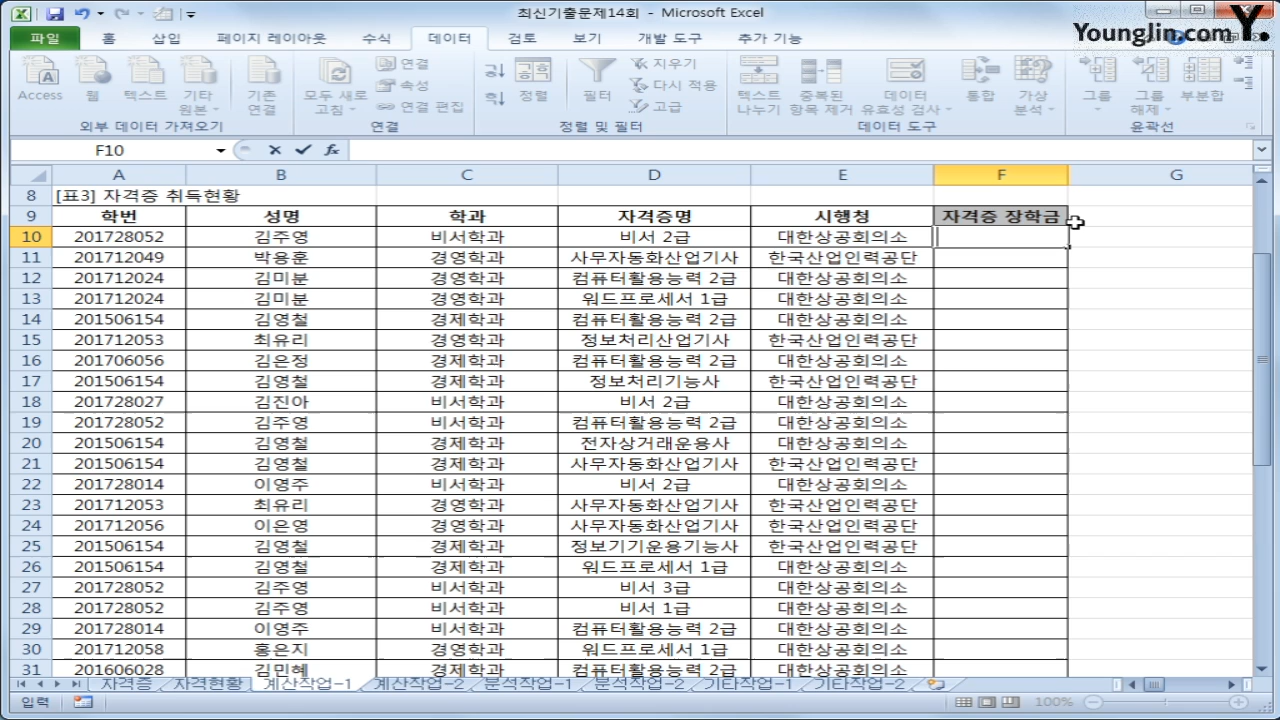 최신기출문제14회 - Microsoft Excel
Younglin.com Y.
파일 홈 삽입 페이지 레이아웃 수식 데이터 검토 보기 개발 도구 추가 기능
Access 웹 텍스트 기타 원본 기존 연결 모두 새로 고침 연결 속성 연결 편집 정렬 필터 지우기 다시 적용 고급 텍스트 나누기 중복된 항목 제거 데이터 유효성 검사 통합 가상 분석 그룹 그룹 해제 부분합
외부 데이터 가져오기 연결 정렬 및 필터 데이터 도구 윤곽선
F10 fx
A B C D E F G
8 [표3] 자격증 취득현황
9 학번 성명 학과 자격증명 시행청 자격증 장학금
10 201728052 김주영 비서학과 비서 2급 대한상공회의소
11 201712049 박용훈 경영학과 사무자동화산업기사 한국산업인력공단
12 201712024 김미분 경영학과 컴퓨터활용능력 2급 대한상공회의소
13 201712024 김미분 경영학과 워드프로세서 1급 대한상공회의소
14 201506154 김영철 경제학과 컴퓨터활용능력 2급 대한상공회의소
15 201712053 최유리 경영학과 정보처리산업기사 한국산업인력공단
16 201706056 김은정 경제학과 컴퓨터활용능력 2급 대한상공회의소
17 201506154 김영철 경제학과 정보처리기능사 한국산업인력공단
18 201728027 김진아 비서학과 비서 2급 대한상공회의소
19 201728052 김주영 비서학과 컴퓨터활용능력 2급 대한상공회의소
20 201506154 김영철 경제학과 전자상거래운용사 대한상공회의소
21 201506154 김영철 경제학과 사무자동화산업기사 한국산업인력공단
22 201728014 이영주 비서학과 비서 2급 대한상공회의소
23 201712053 최유리 경영학과 사무자동화산업기사 한국산업인력공단
24 201712056 이은영 경영학과 사무자동화산업기사 한국산업인력공단
25 201506154 김영철 경제학과 정보기기운용기능사 한국산업인력공단
26 201506154 김영철 경제학과 워드프로세서 1급 대한상공회의소
27 201728052 김주영 비서학과 비서 3급 대한상공회의소
28 201728052 김주영 비서학과 비서 1급 대한상공회의소
29 201728014 이영주 비서학과 컴퓨터활용능력 2급 대한상공회의소
30 201712058 홍은지 경영학과 워드프로세서 1급 대한상공회의소
31 201606028 김민혜 경제학과 컴퓨터활용능력 2급 대한상공회의소
자격증 자격현황 계산작업-1 계산작업-2 분석작업-1 분석작업-2 기타작업-1 기타작업-2
입력 100%